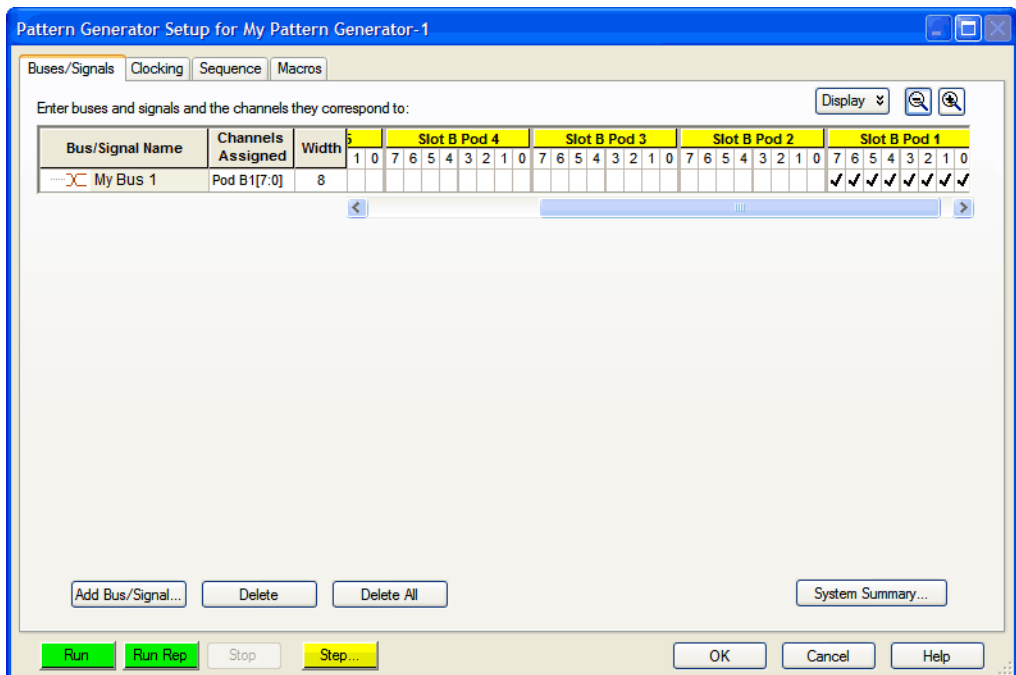 Pattern Generator Setup for My Pattern Generator-1
Buses/Signals Clocking Sequence Macros
Enter buses and signals and the channels they correspond to:
Display
Bus/Signal Name Channels Assigned Width 5 Slot B Pod 4 Slot B Pod 3 Slot B Pod 2 Slot B Pod 1
1 0 7 6 5 4 3 2 1 0 7 6 5 4 3 2 1 0 7 6 5 4 3 2 1 0 7 6 5 4 3 2 1 0
My Bus 1 Pod B1[7:0] 8
Add Bus/Signal... Delete Delete All System Summary...
Run Run Rep Stop Step... OK Cancel Help